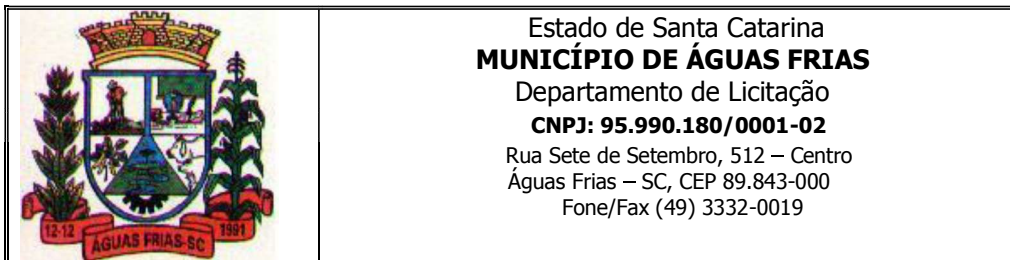 Estado de Santa Catarina
MUNICÍPIO DE ÁGUAS FRIAS
Departamento de Licitação
CNPJ: 95.990.180/0001-02
Rua Sete de Setembro, 512 – Centro
Águas Frias – SC, CEP 89.843-000
Fone/Fax (49) 3332-0019
12-12
ÁGUAS FRIAS-SC
1991